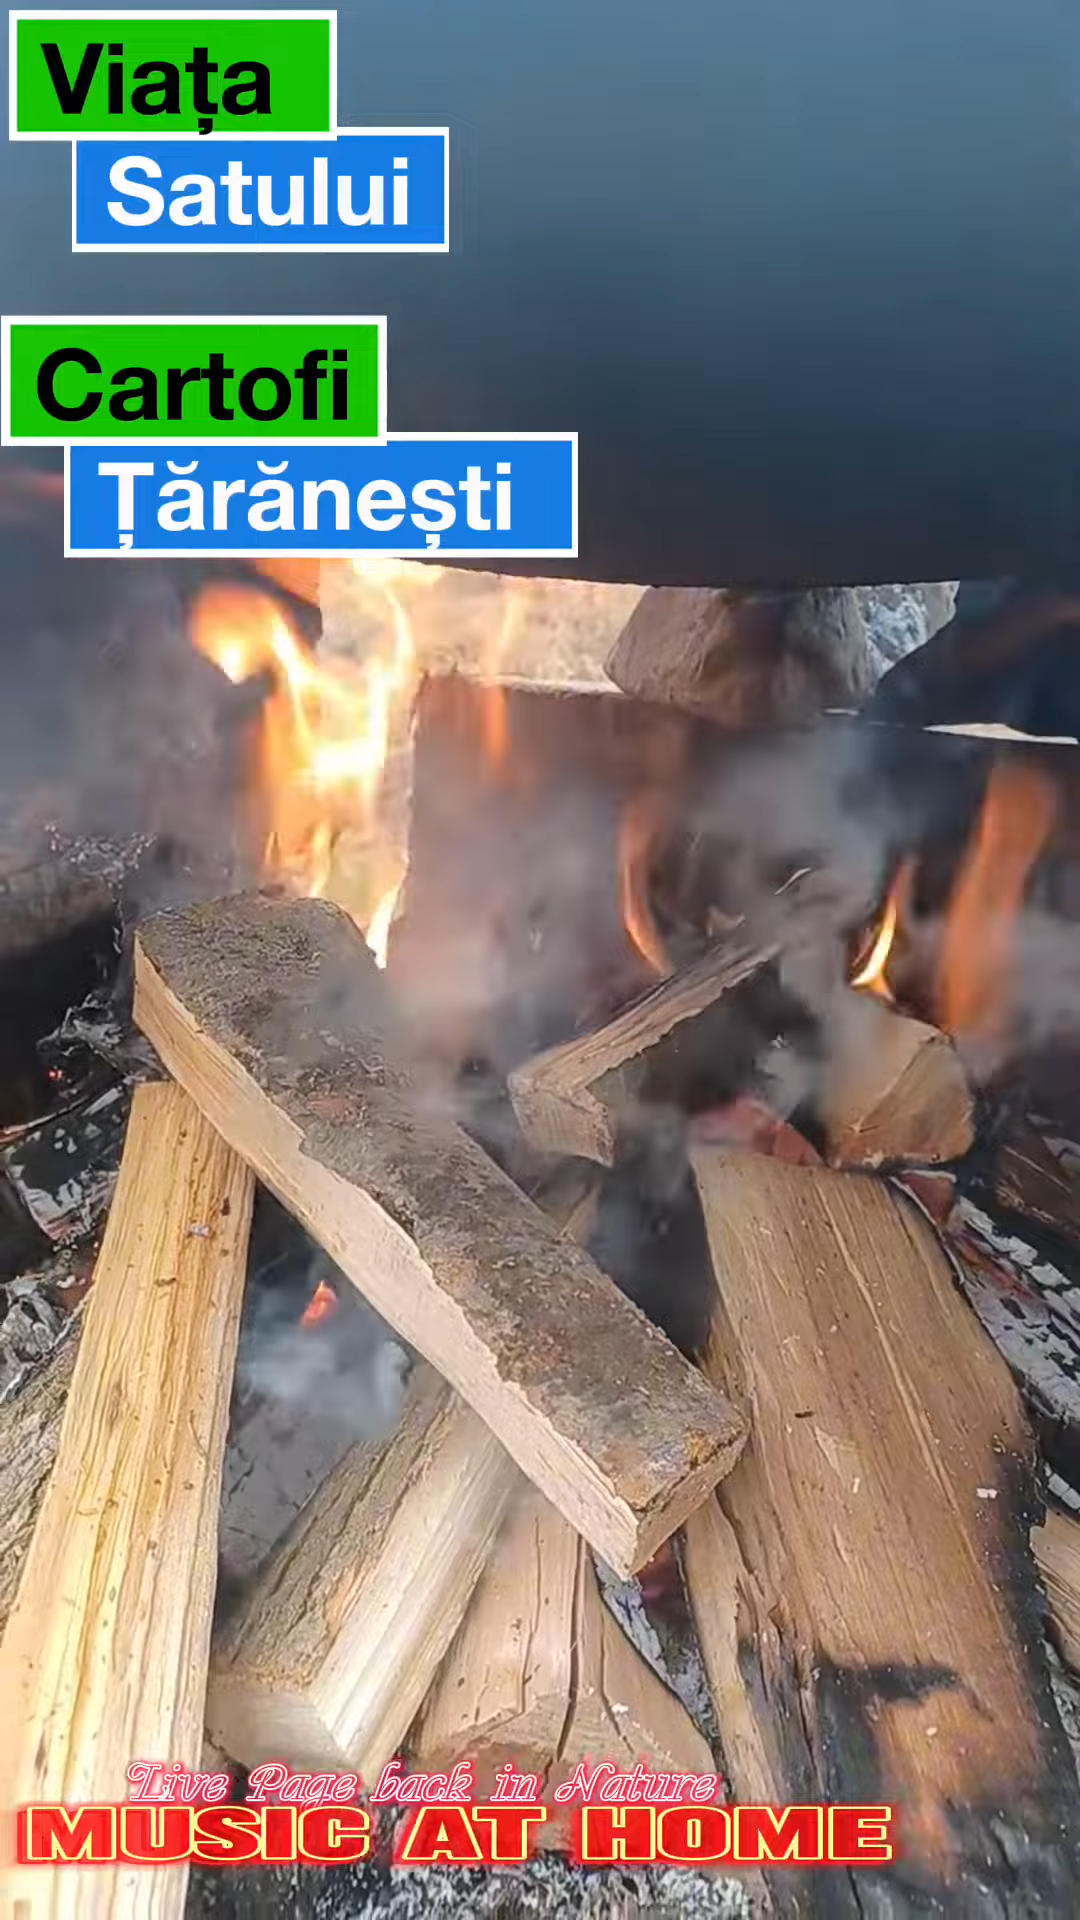 Viața
Satului
Cartofi
Țărănești
Live Page back in Nature
MUSIC AT HOME